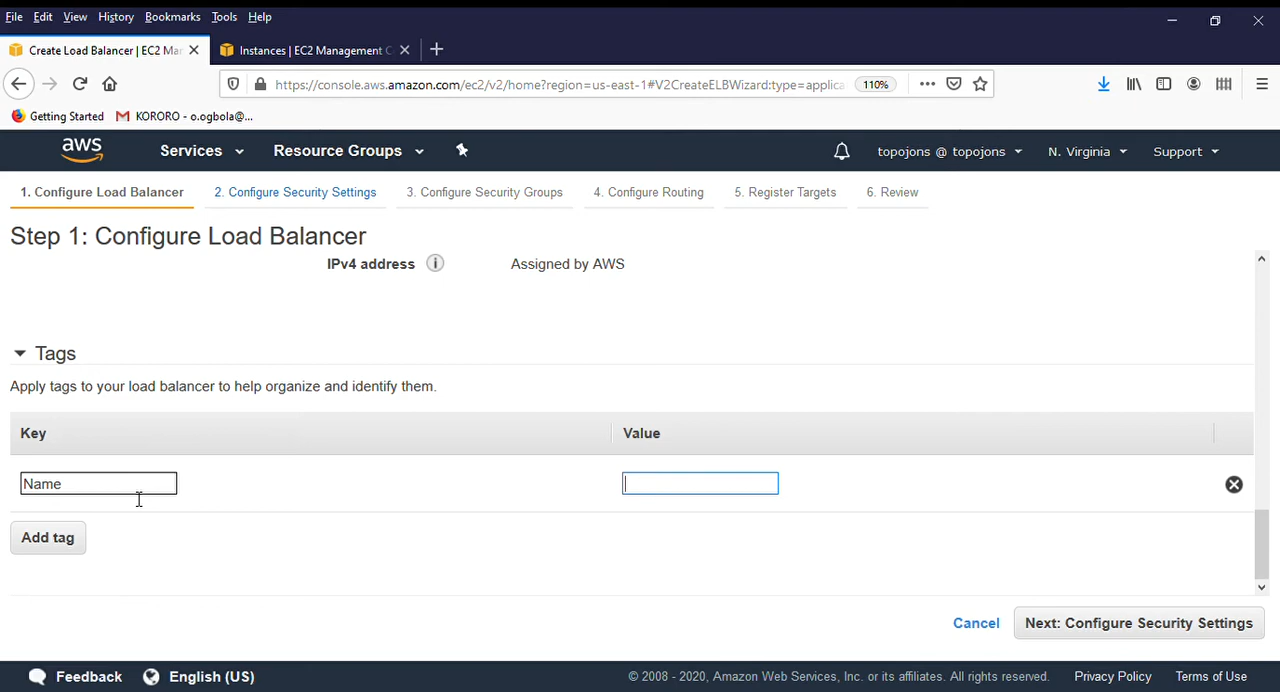 File Edit View History Bookmarks Tools Help
Create Load Balancer | EC2 Mar
Instances | EC2 Management C
https://console.aws.amazon.com/ec2/v2/home?region=us-east-1#V2CreateELBWizard:type=applica
110%
Getting Started
KORORO - o.ogbola@...
aws Services Resource Groups topojons @ topojons N. Virginia Support
1. Configure Load Balancer 2. Configure Security Settings 3. Configure Security Groups 4. Configure Routing 5. Register Targets 6. Review
Step 1: Configure Load Balancer
IPv4 address i Assigned by AWS
Tags
Apply tags to your load balancer to help organize and identify them.
Key Value
Name
Add tag
Cancel Next: Configure Security Settings
Feedback English (US) © 2008 - 2020, Amazon Web Services, Inc. or its affiliates. All rights reserved. Privacy Policy Terms of Use